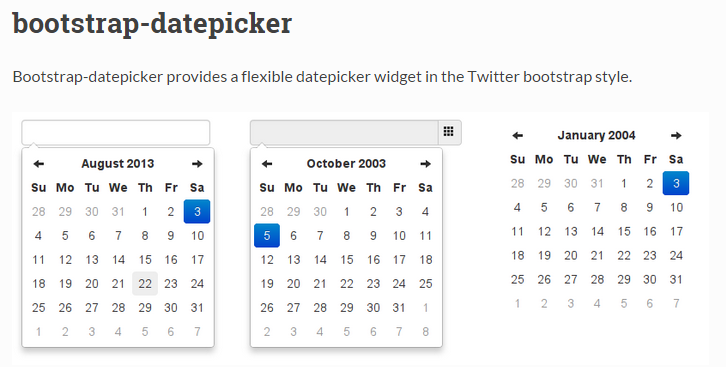 bootstrap-datepicker
Bootstrap-datepicker provides a flexible datepicker widget in the Twitter bootstrap style.
August 2013
Su Mo Tu We Th Fr Sa
28 29 30 31 1 2 3
4 5 6 7 8 9 10
11 12 13 14 15 16 17
18 19 20 21 22 23 24
25 26 27 28 29 30 31
1 2 3 4 5 6 7
October 2003
Su Mo Tu We Th Fr Sa
28 29 30 1 2 3 4
5 6 7 8 9 10 11
12 13 14 15 16 17 18
19 20 21 22 23 24 25
26 27 28 29 30 31 1
2 3 4 5 6 7 8
January 2004
Su Mo Tu We Th Fr Sa
28 29 30 31 1 2 3
4 5 6 7 8 9 10
11 12 13 14 15 16 17
18 19 20 21 22 23 24
25 26 27 28 29 30 31
1 2 3 4 5 6 7